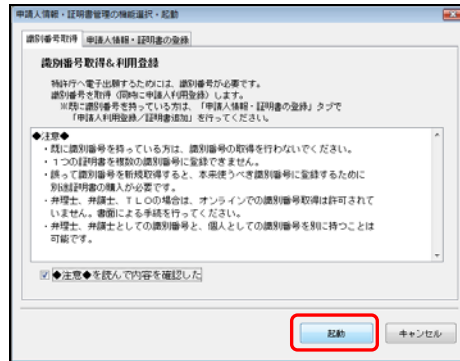 申請人情報・証明書管理の機能選択・起動
識別番号取得 申請人情報・証明書の登録
識別番号取得&利用登録
特許庁へ電子出願するためには、識別番号が必要です。
識別番号を取得（同時に申請人利用登録）します。
※既に識別番号を持っている方は、「申請人情報・証明書の登録」タブで
「申請人利用登録／証明書追加」を行ってください。
◆注意◆
・既に識別番号を持っている方は、識別番号の取得を行わないでください。
・１つの証明書を複数の識別番号に登録できません。
・誤って識別番号を新規取得すると、本来使うべき識別番号に登録するために
別途証明書の購入が必要です。
・弁理士、弁護士、ＴＬＯの場合は、オンラインでの識別番号取得は許可されて
いません。書面による手続を行ってください。
・弁理士、弁護士としての識別番号と、個人としての識別番号を別に持つことは
可能です。
◆注意◆を読んで内容を確認した
起動 キャンセル